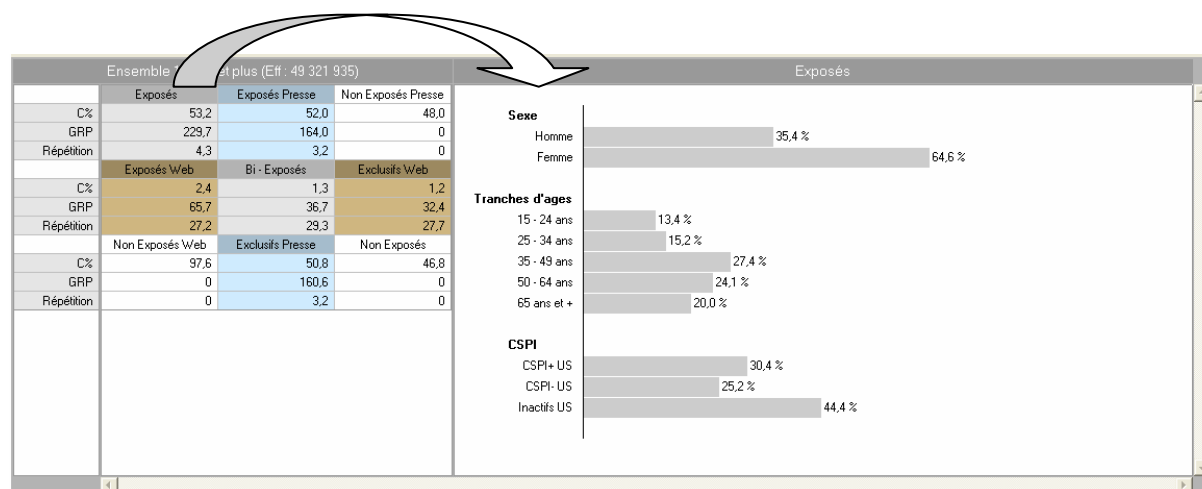 Ensemble et plus (Eff : 49 321 935)
Exposés Exposés Presse Non Exposés Presse
C% 53,2 52,0 48,0
GRP 229,7 164,0 0
Répétition 4,3 3,2 0
Exposés Web Bi - Exposés Exclusifs Web
C% 2,4 1,3 1,2
GRP 65,7 36,7 32,4
Répétition 27,2 29,3 27,7
Non Exposés Web Exclusifs Presse Non Exposés
C% 97,6 50,8 46,8
GRP 0 160,6 0
Répétition 0 3,2 0
Exposés
Sexe
Homme 35,4 %
Femme 64,6 %
Tranches d'ages
15 - 24 ans 13,4 %
25 - 34 ans 15,2 %
35 - 49 ans 27,4 %
50 - 64 ans 24,1 %
65 ans et + 20,0 %
CSPI
CSPI+ US 30,4 %
CSPI- US 25,2 %
Inactifs US 44,4 %